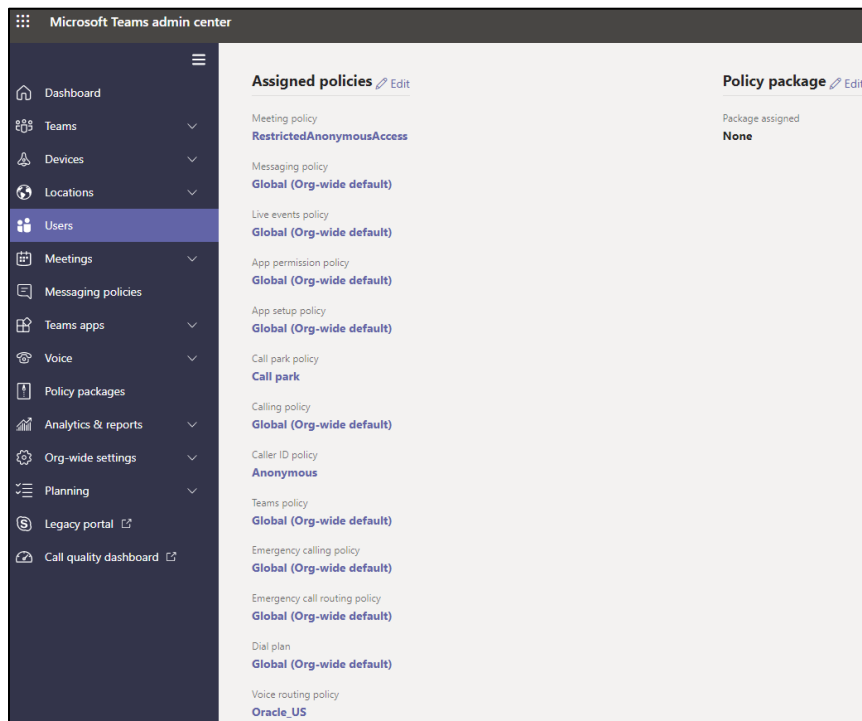 Microsoft Teams admin center
Dashboard
Teams
Devices
Locations
Users
Meetings
Messaging policies
Teams apps
Voice
Policy packages
Analytics & reports
Org-wide settings
Planning
Legacy portal
Call quality dashboard
Assigned policies Edit
Meeting policy
RestrictedAnonymousAccess
Messaging policy
Global (Org-wide default)
Live events policy
Global (Org-wide default)
App permission policy
Global (Org-wide default)
App setup policy
Global (Org-wide default)
Call park policy
Call park
Calling policy
Global (Org-wide default)
Caller ID policy
Anonymous
Teams policy
Global (Org-wide default)
Emergency calling policy
Global (Org-wide default)
Emergency call routing policy
Global (Org-wide default)
Dial plan
Global (Org-wide default)
Voice routing policy
Oracle_US
Policy package Edit
Package assigned
None